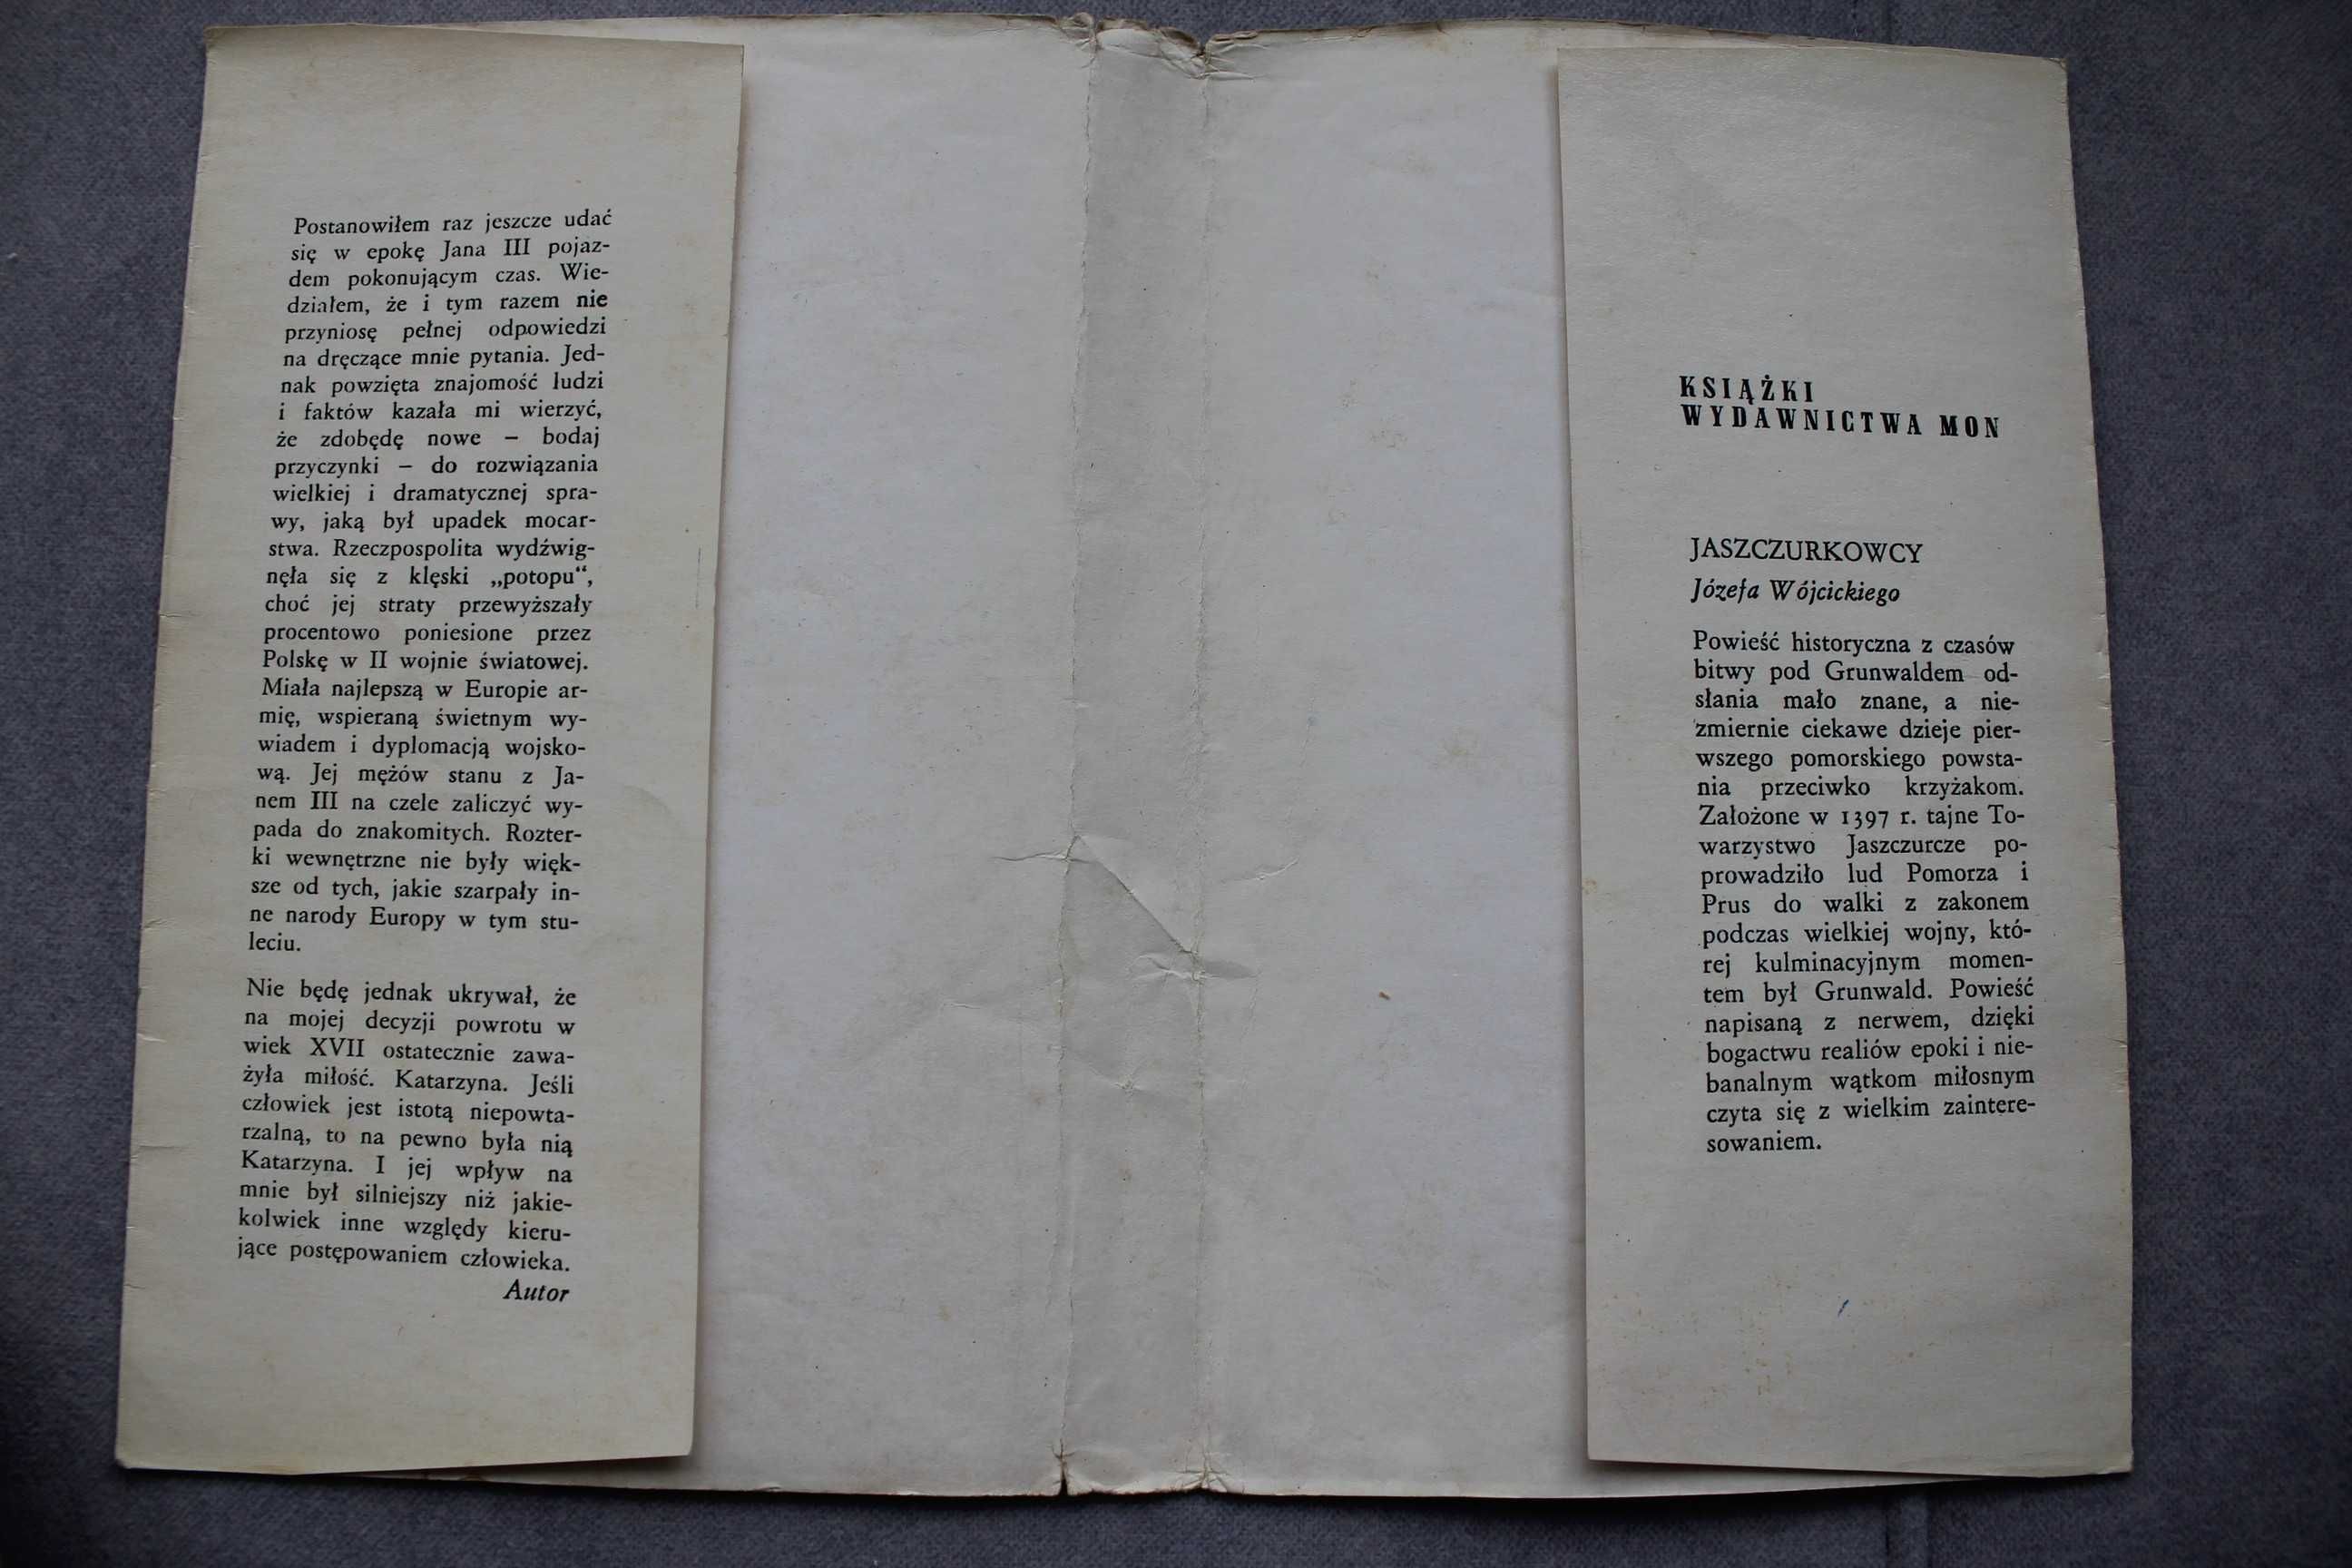 Postanowiłem raz jeszcze udać
się w epokę Jana III pojaz-
dem pokonującym czas. Wie-
działem, że i tym razem nie
przyniosę pełnej odpowiedzi
na dręczące mnie pytania. Jed-
nak powzięta znajomość ludzi
i faktów kazała mi wierzyć,
że zdobędę nowe – bodaj
przyczynki – do rozwiązania
wielkiej i dramatycznej spra-
wy, jaką był upadek mocar-
stwa. Rzeczpospolita wydźwig-
nęła się z klęski „potopu“,
choć jej straty przewyższały
procentowo poniesione przez
Polskę w II wojnie światowej.
Miała najlepszą w Europie ar-
mię, wspieraną świetnym wy-
wiadem i dyplomacją wojsko-
wą. Jej mężów stanu z Ja-
nem III na czele zaliczyć wy-
pada do znakomitych. Rozter-
ki wewnętrzne nie były więk-
sze od tych, jakie szarpały in-
ne narody Europy w tym stu-
leciu.
Nie będę jednak ukrywał, że
na mojej decyzji powrotu w
wiek XVII ostatecznie zawa-
żyła miłość. Katarzyna. Jeśli
człowiek jest istotą niepowta-
rzalną, to na pewno była nią
Katarzyna. I jej wpływ na
mnie był silniejszy niż jakie-
kolwiek inne względy kieru-
jące postępowaniem człowieka.
Autor
KSIĄŻKI
WYDAWNICTWA MON
JASZCZURKOWCY
Józefa Wójcickiego
Powieść historyczna z czasów
bitwy pod Grunwaldem od-
słania mało znane, a nie-
zmiernie ciekawe dzieje pier-
wszego pomorskiego powsta-
nia przeciwko krzyżakom.
Założone w 1397 r. tajne To-
warzystwo Jaszczurcze po-
prowadziło lud Pomorza i
Prus do walki z zakonem
podczas wielkiej wojny, któ-
rej kulminacyjnym momen-
tem był Grunwald. Powieść
napisaną z nerwem, dzięki
bogactwu realiów epoki i nie-
banalnym wątkom miłosnym
czyta się z wielkim zaintere-
sowaniem.